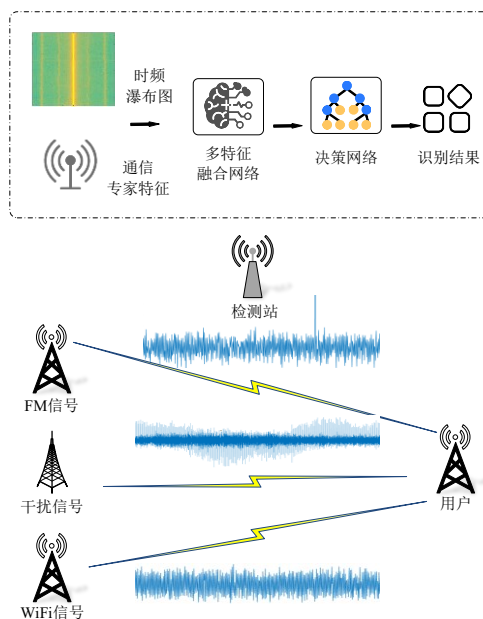 时频
瀑布图
通信
专家特征
多特征
融合网络
决策网络
识别结果
检测站
FM信号
干扰信号
用户
WiFi信号